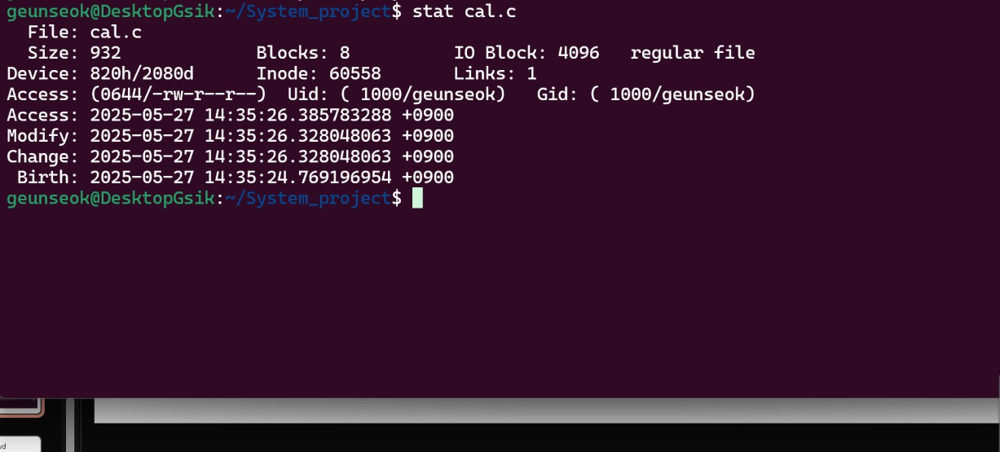 geunseok@DesktopGsik:~/System_project$ stat cal.c
  File: cal.c
  Size: 932             Blocks: 8          IO Block: 4096   regular file
Device: 820h/2080d      Inode: 60558       Links: 1
Access: (0644/-rw-r--r--)  Uid: ( 1000/geunseok)   Gid: ( 1000/geunseok)
Access: 2025-05-27 14:35:26.385783288 +0900
Modify: 2025-05-27 14:35:26.328048063 +0900
Change: 2025-05-27 14:35:26.328048063 +0900
 Birth: 2025-05-27 14:35:24.769196954 +0900
geunseok@DesktopGsik:~/System_project$